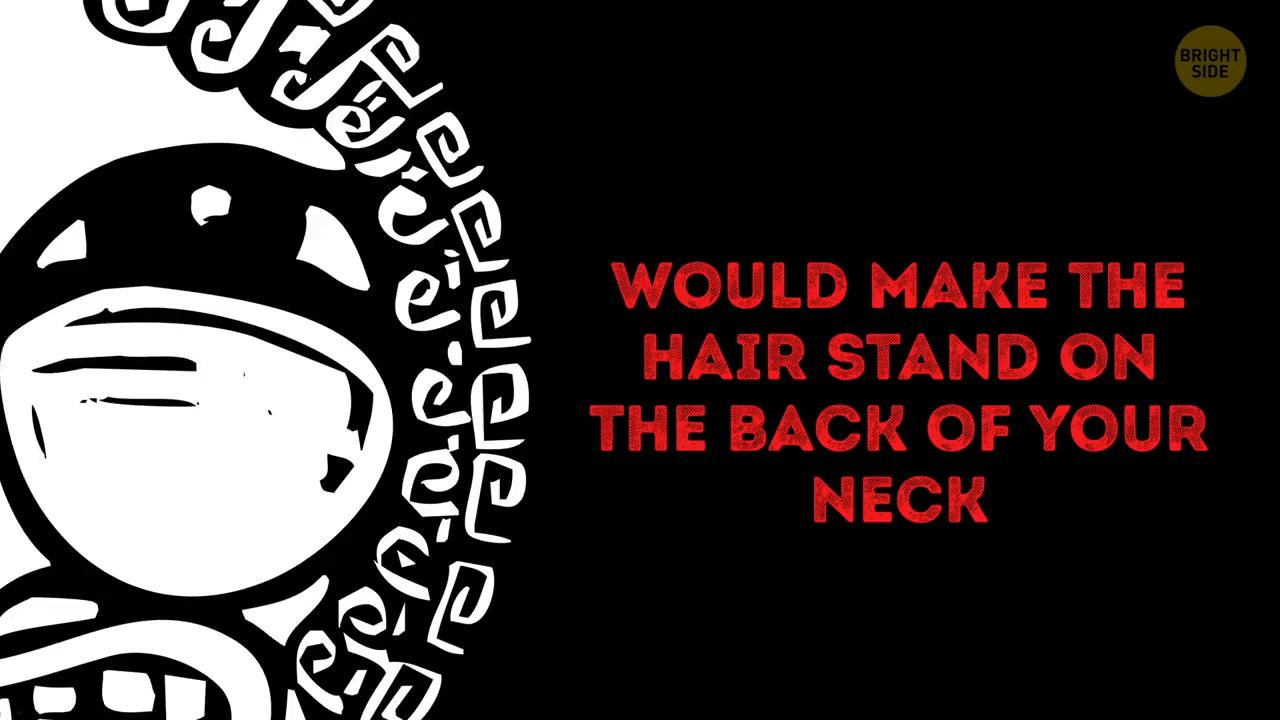 BRIGHT
SIDE
WOULD MAKE THE
HAIR STAND ON
THE BACK OF YOUR
NECK